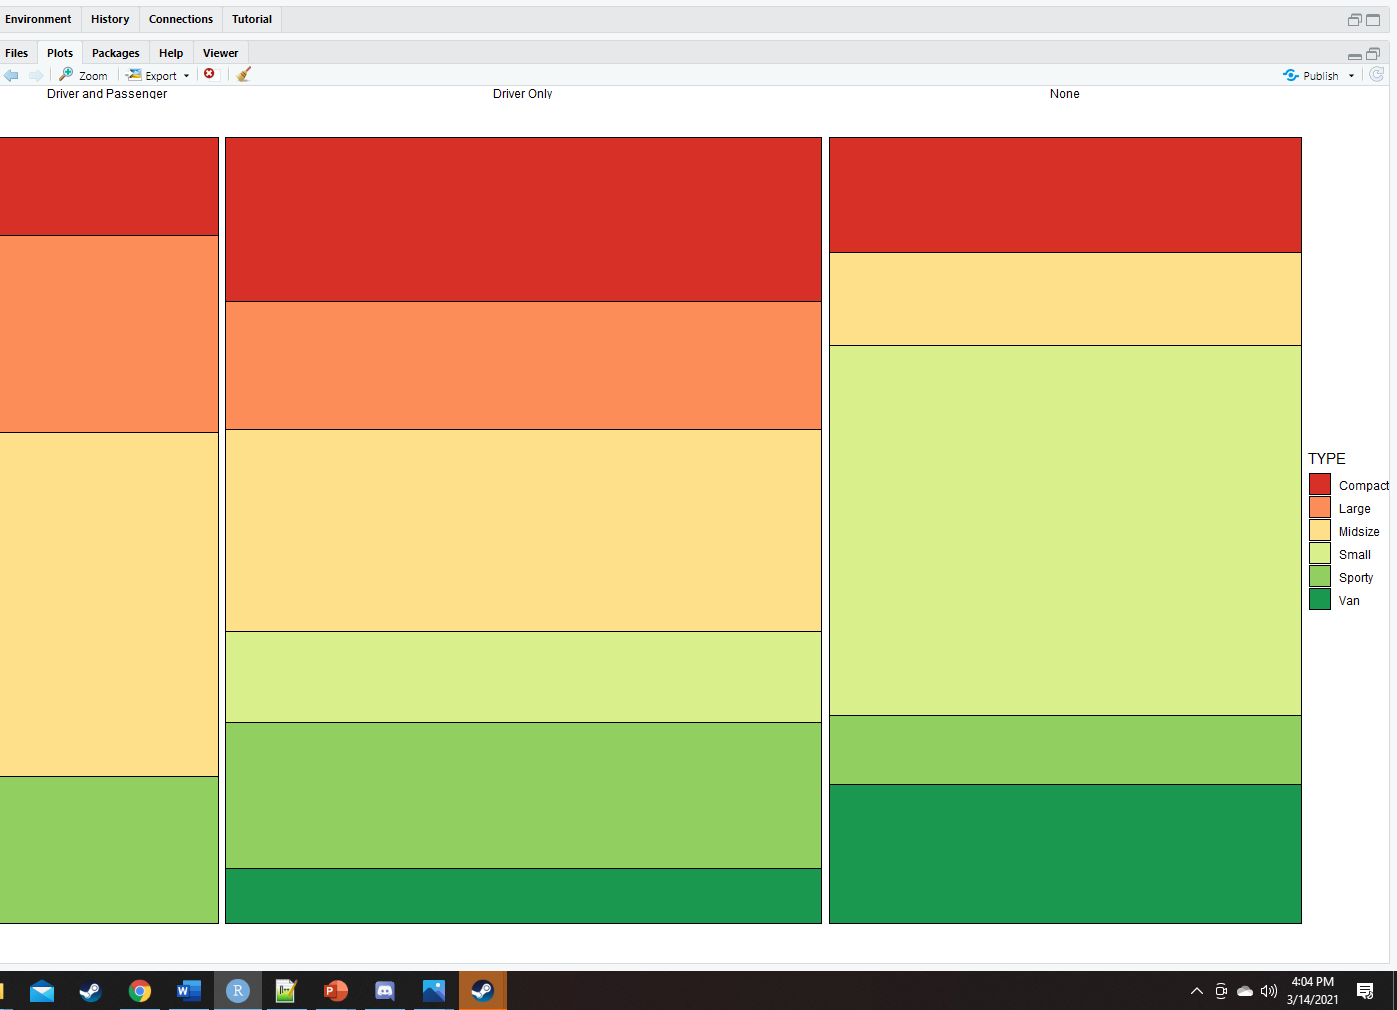 Environment History Connections Tutorial
Files Plots Packages Help Viewer
Zoom Export Publish
Driver and Passenger Driver Only None
TYPE
Compact
Large
Midsize
Small
Sporty
Van
4:04 PM
3/14/2021